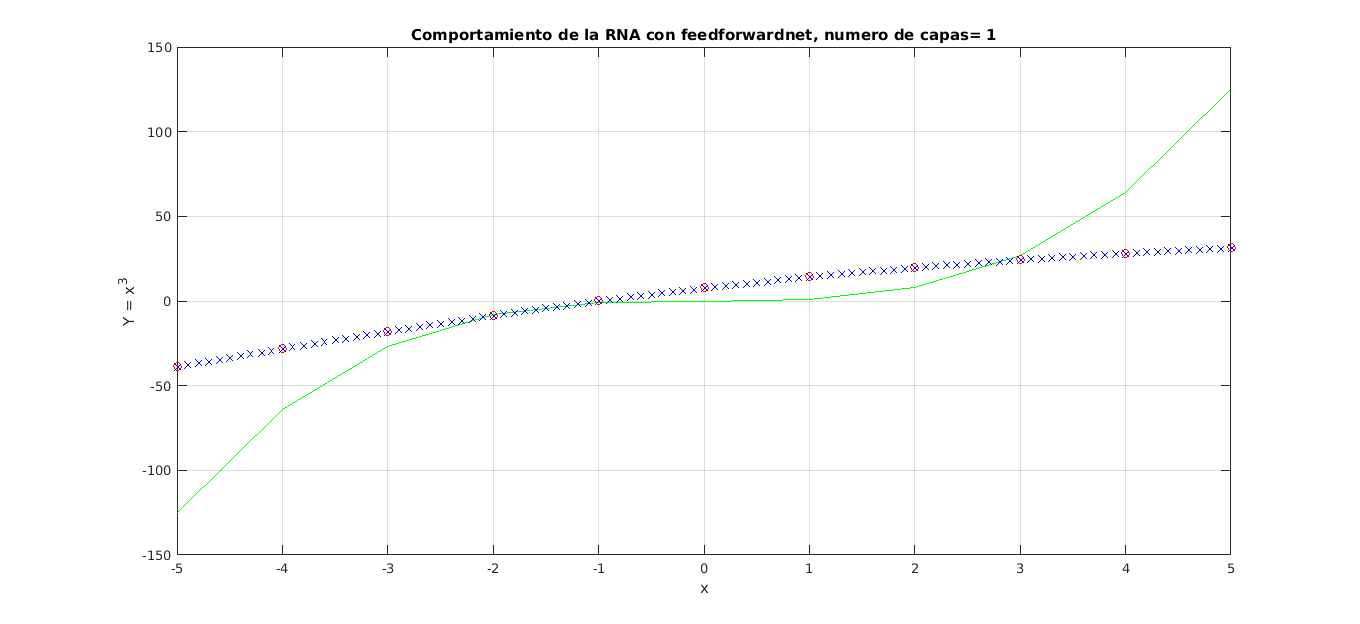 Comportamiento de la RNA con feedforwardnet, numero de capas= 1
150
100
50
0
-50
-100
-150
Y = x^3
-5 -4 -3 -2 -1 0 1 2 3 4 5
x